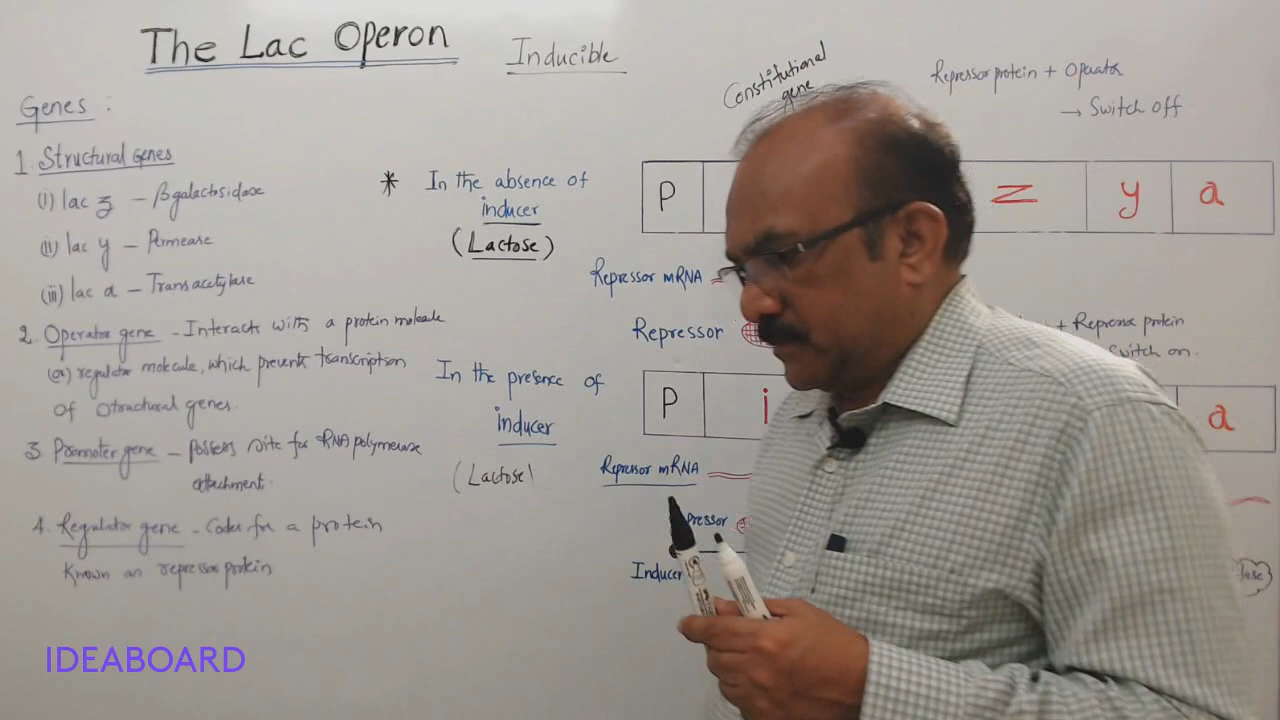 The Lac Operon
Inducible
Genes :
1. Structural Genes
(i) lac z – β galactosidase
(ii) lac y – Permease
(iii) lac a – Transacetylase
2. Operator gene – Interacts with a protein molecule
(or) regulator molecule, which prevents transcription
of structural genes.
3. Promoter gene – Possess site for RNA polymerase
attachment.
4. Regulator gene – Codes for a protein
known as repressor protein
* In the absence of
inducer
(Lactose)
In the presence of
inducer
(Lactose)
Constitutional
gene
Repressor protein + Operator
→ Switch off
P z y a
Repressor mRNA
Repressor
+ Repressor protein
Switch on.
P i a
Repressor mRNA
pressor
Inducer
IDEABOARD